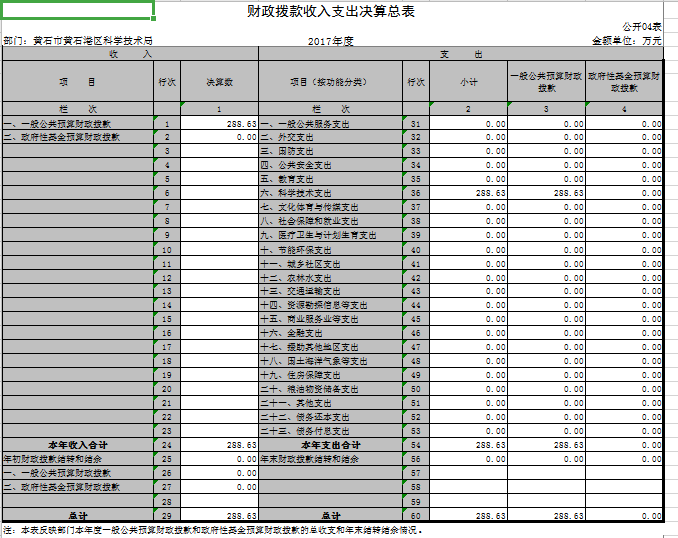 财政拨款收入支出决算总表
公开04表
部门：黄石市黄石港区科学技术局 2017年度 金额单位：万元
收 入 支 出
项 目 行次 决算数 项目（按功能分类） 行次 小计 一般公共预算财政拨款 政府性基金预算财政拨款
栏 次 1 栏 次 2 3 4
一、一般公共预算财政拨款 1 288.63 一、一般公共服务支出 31 0.00 0.00 0.00
二、政府性基金预算财政拨款 2 0.00 二、外交支出 32 0.00 0.00 0.00
3 三、国防支出 33 0.00 0.00 0.00
4 四、公共安全支出 34 0.00 0.00 0.00
5 五、教育支出 35 0.00 0.00 0.00
6 六、科学技术支出 36 288.63 288.63 0.00
7 七、文化体育与传媒支出 37 0.00 0.00 0.00
8 八、社会保障和就业支出 38 0.00 0.00 0.00
9 九、医疗卫生与计划生育支出 39 0.00 0.00 0.00
10 十、节能环保支出 40 0.00 0.00 0.00
11 十一、城乡社区支出 41 0.00 0.00 0.00
12 十二、农林水支出 42 0.00 0.00 0.00
13 十三、交通运输支出 43 0.00 0.00 0.00
14 十四、资源勘探信息等支出 44 0.00 0.00 0.00
15 十五、商业服务业等支出 45 0.00 0.00 0.00
16 十六、金融支出 46 0.00 0.00 0.00
17 十七、援助其他地区支出 47 0.00 0.00 0.00
18 十八、国土海洋气象等支出 48 0.00 0.00 0.00
19 十九、住房保障支出 49 0.00 0.00 0.00
20 二十、粮油物资储备支出 50 0.00 0.00 0.00
21 二十一、其他支出 51 0.00 0.00 0.00
22 二十二、债务还本支出 52 0.00 0.00 0.00
23 二十三、债务付息支出 53 0.00 0.00 0.00
本年收入合计 24 288.63 本年支出合计 54 288.63 288.63 0.00
年初财政拨款结转和结余 25 0.00 年末财政拨款结转和结余 56 0.00 0.00 0.00
一、一般公共预算财政拨款 26 0.00 57
二、政府性基金预算财政拨款 27 0.00 58
28 59
总计 29 288.63 总计 60 288.63 288.63 0.00
注：本表反映部门本年度一般公共预算财政拨款和政府性基金预算财政拨款的总收支和年末结转结余情况。